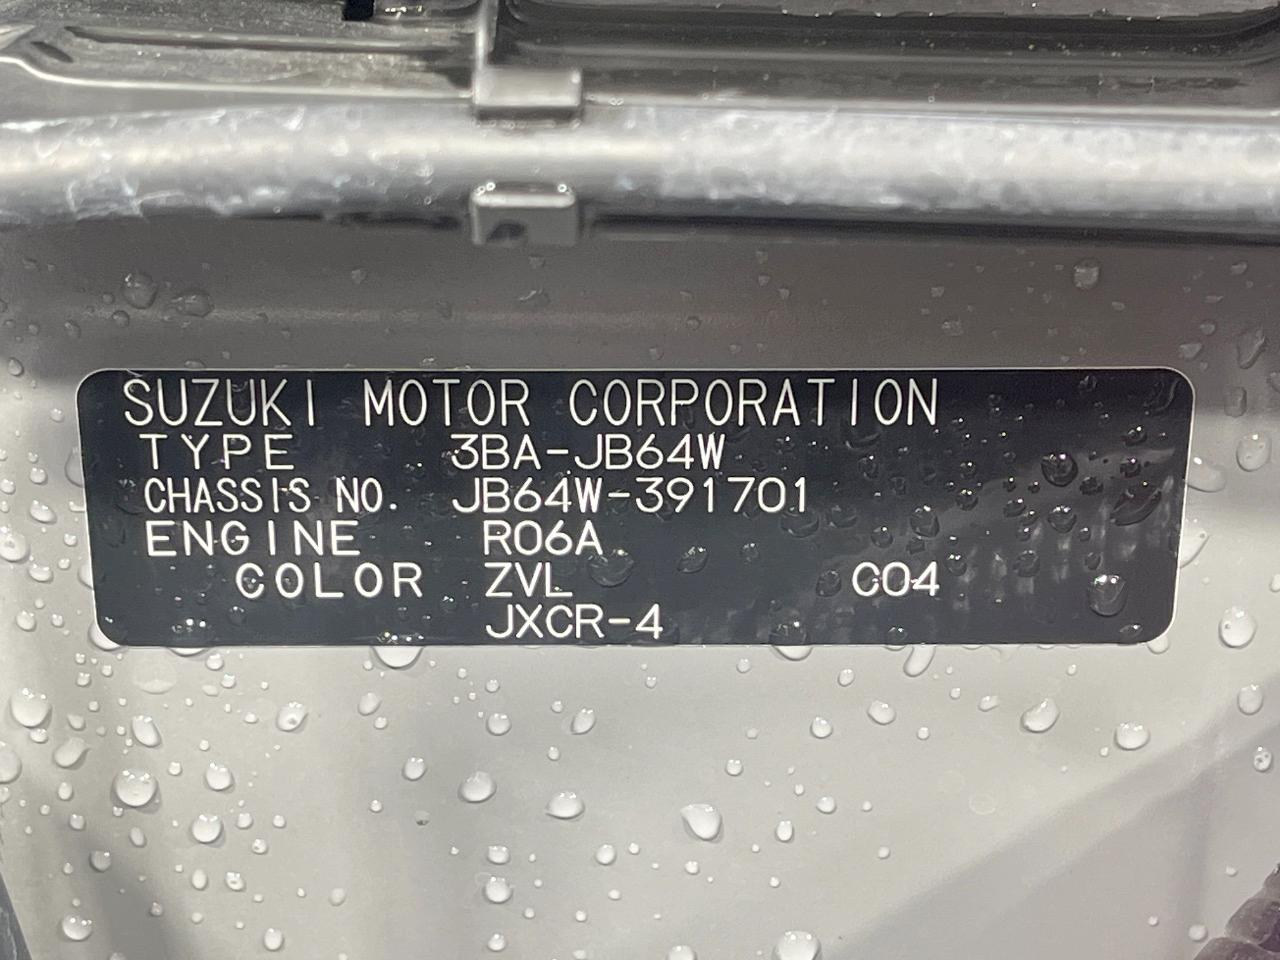 SUZUKI MOTOR CORPORATION
TYPE 3BA-JB64W
CHASSIS NO. JB64W-391701
ENGINE R06A
COLOR ZVL C04
JXCR-4